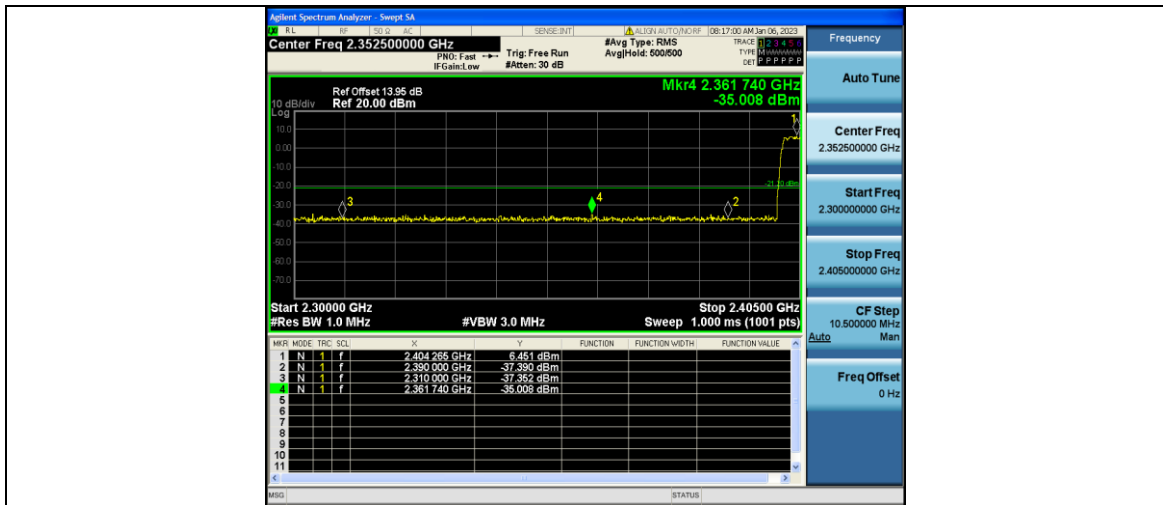 Agilent Spectrum Analyzer - Swept SA
RL RF 50 Ω AC SENSE:INT ALIGN AUTO/NO RF 08:17:00 AM Jan 06, 2023
Center Freq 2.352500000 GHz
PNO: Fast
IFGain:Low
Trig: Free Run
#Atten: 30 dB
#Avg Type: RMS
Avg|Hold: 500/500
TRACE 1 2 3 4 5 6
TYPE M WWWWW
DET P P P P P P
Frequency
Auto Tune
Center Freq
2.352500000 GHz
Start Freq
2.300000000 GHz
Stop Freq
2.405000000 GHz
CF Step
10.500000 MHz
Auto Man
Freq Offset
0 Hz
Mkr4 2.361 740 GHz
-35.008 dBm
Ref Offset 13.95 dB
10 dB/div Ref 20.00 dBm
Log
10.0
0.00
-10.0
-20.0
-30.0
-40.0
-50.0
-60.0
-70.0
1
3
4
2
Start 2.30000 GHz Stop 2.40500 GHz
#Res BW 1.0 MHz #VBW 3.0 MHz Sweep 1.000 ms (1001 pts)
MKR MODE TRC SCL X Y FUNCTION FUNCTION WIDTH FUNCTION VALUE
1 N 1 f 2.404 265 GHz 6.451 dBm
2 N 1 f 2.390 000 GHz -37.390 dBm
3 N 1 f 2.310 000 GHz -37.352 dBm
4 N 1 f 2.361 740 GHz -35.008 dBm
5
6
7
8
9
10
11
MSG STATUS